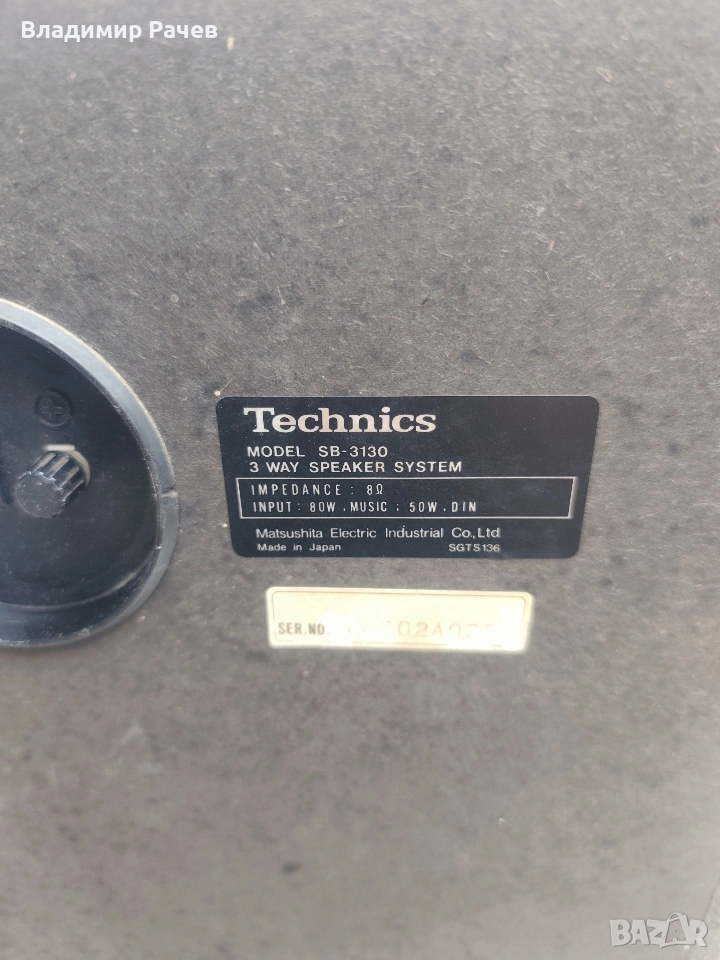 Владимир Рачев
Technics
MODEL SB-3130
3 WAY SPEAKER SYSTEM
IMPEDANCE : 8Ω
INPUT : 80W . MUSIC ; 50W . DIN
Matsushita Electric Industrial Co., Ltd.
Made in Japan SGTS136
SER.NO.
BAZAR